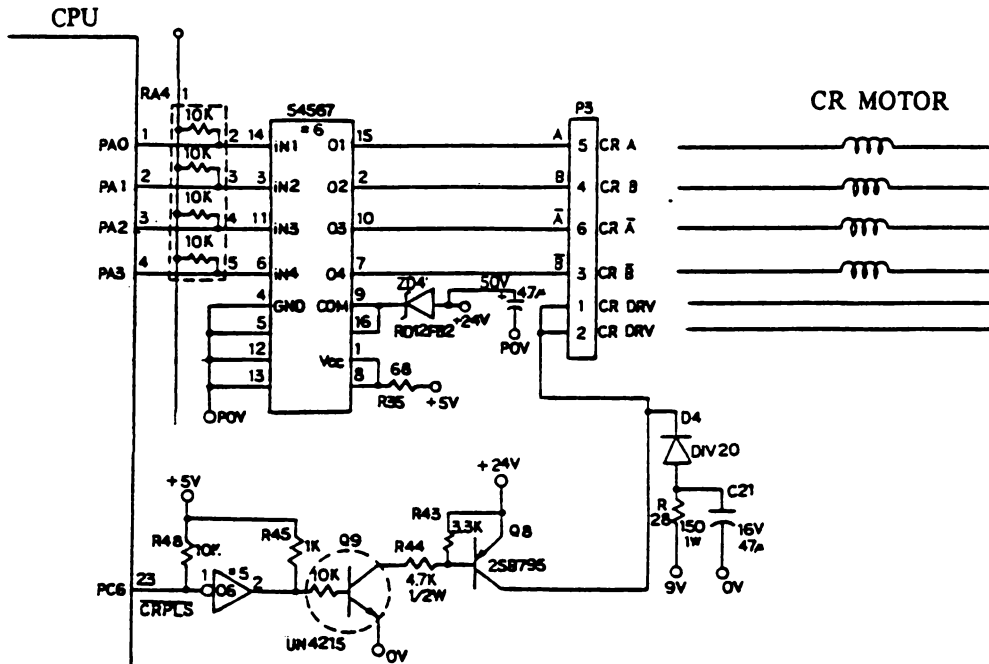 CPU
CR MOTOR
RA4 1
10K
10K
10K
10K
PA0 1 2 14 iN1
PA1 2 3 3 iN2
PA2 3 4 11 iN3
PA3 4 5 6 iN4
S4567
#6
O1 15 A
O2 2 B
O3 10 A̅
O4 7 B̅
P3
5 CR A
4 CR B
6 CR A̅
3 CR B̅
1 CR DRV
2 CR DRV
4 GND
5
12
13
POV
COM 9
16
Vcc 1
8
ZD4
RD12FB2
+24V
50V
+
47μ
POV
68
R35
+5V
D4
DIV20
R
28
150
1W
C21
16V
47μ
9V
0V
+5V
R48
10K
R45
1K
PC6 23
C̅R̅P̅L̅S̅
1
#5
06
2
Q9
10K
UN4215
0V
R44
4.7K
1/2W
+24V
R43
3.3K
Q8
2SB795